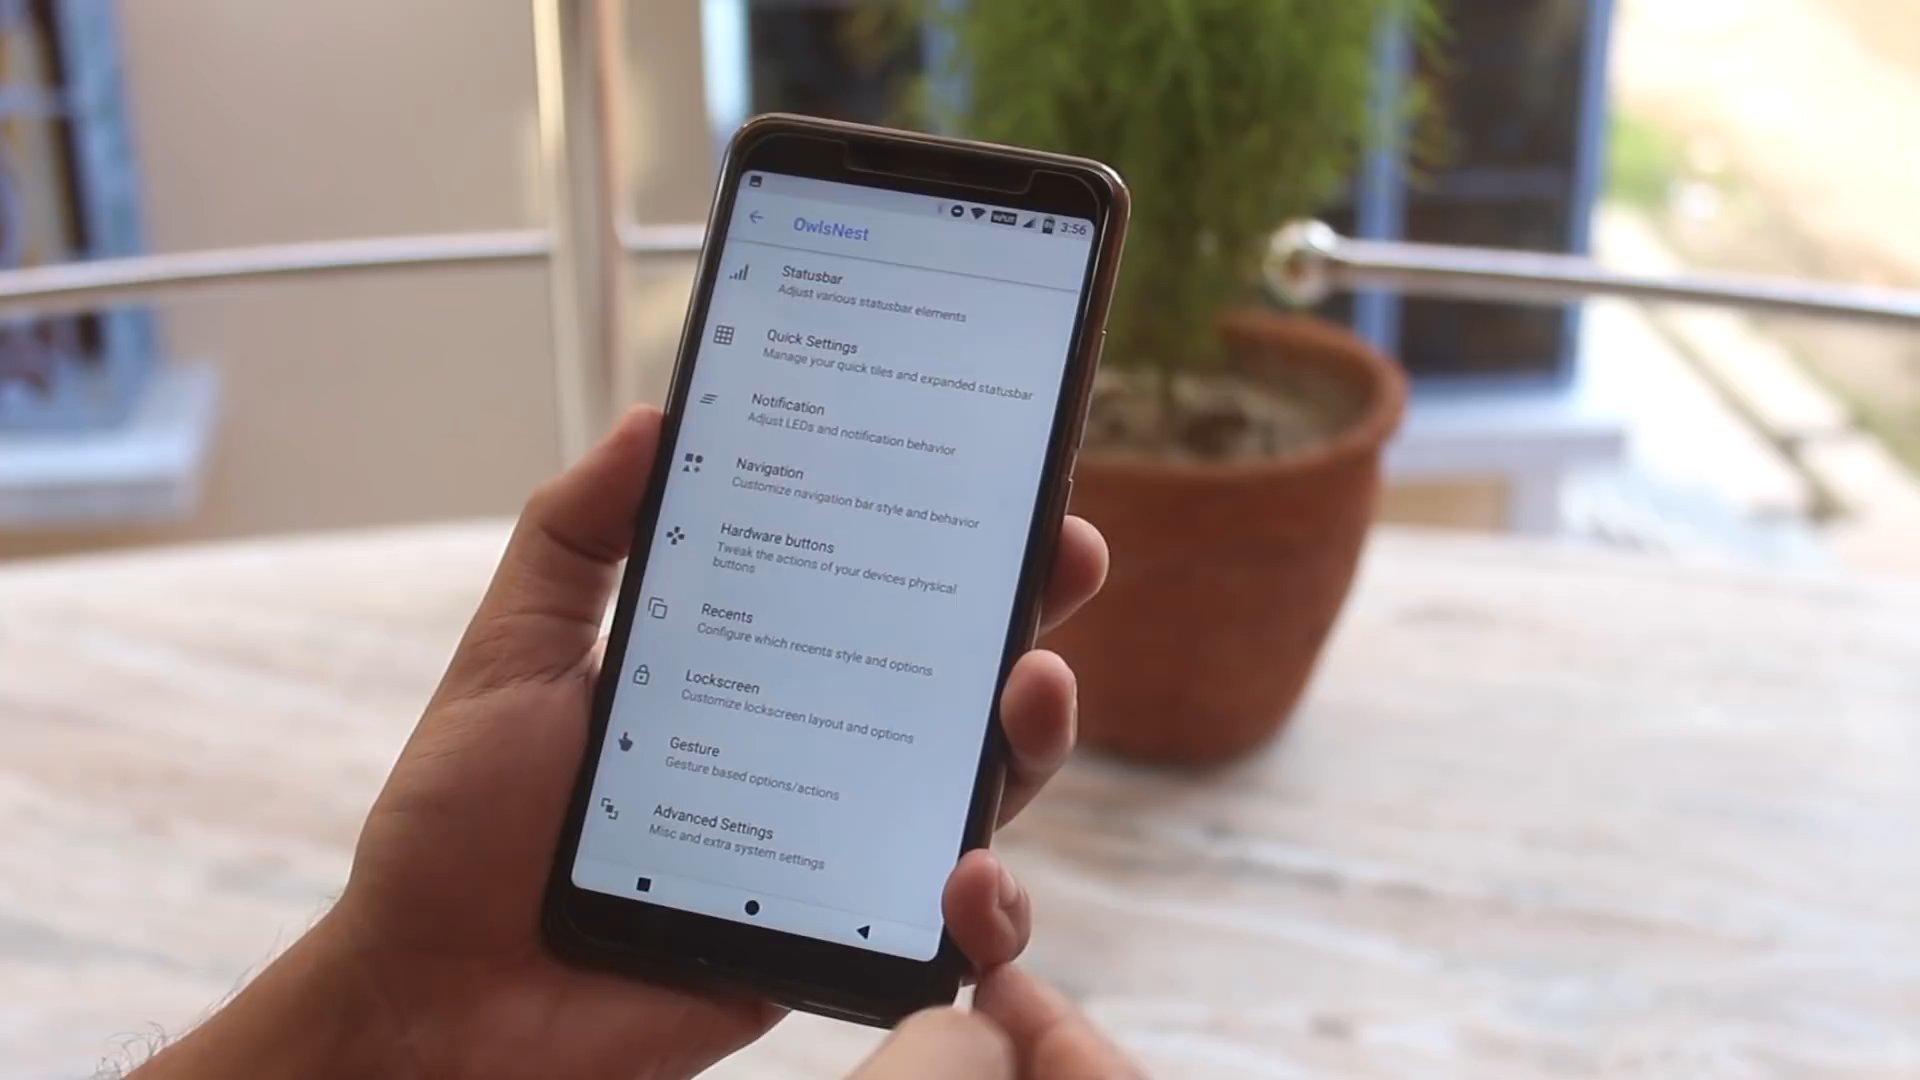 3:56
OwlsNest
Statusbar
Adjust various statusbar elements
Quick Settings
Manage your quick tiles and expanded statusbar
Notification
Adjust LEDs and notification behavior
Navigation
Customize navigation bar style and behavior
Hardware buttons
Tweak the actions of your devices physical
buttons
Recents
Configure which recents style and options
Lockscreen
Customize lockscreen layout and options
Gesture
Gesture based options/actions
Advanced Settings
Misc and extra system settings